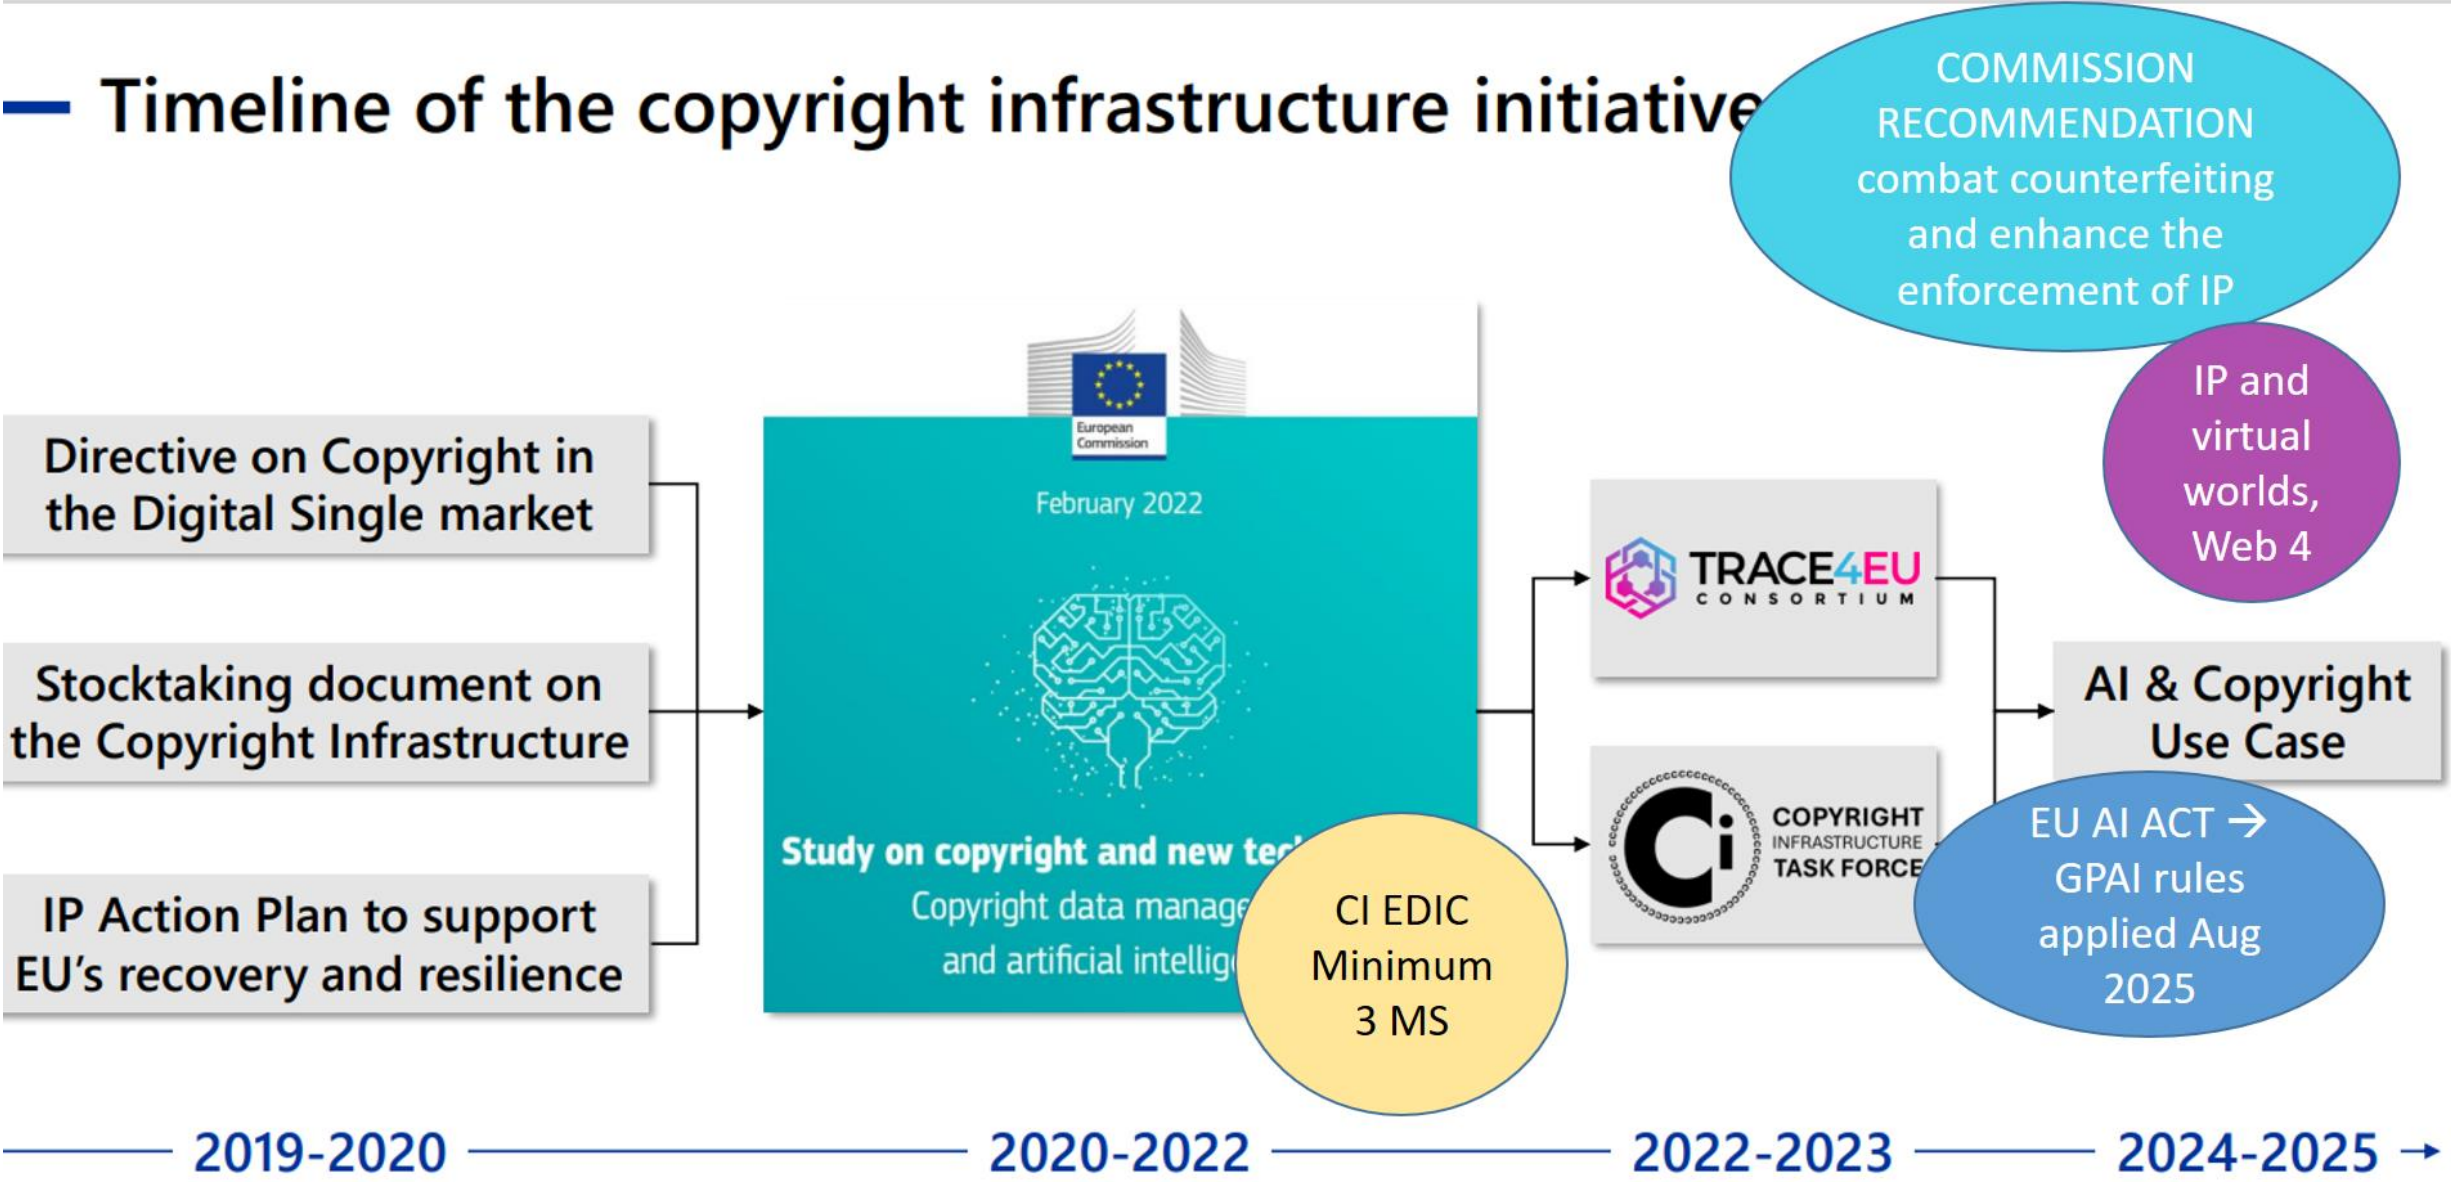 Timeline of the copyright infrastructure initiative
COMMISSION
RECOMMENDATION
combat counterfeiting
and enhance the
enforcement of IP
IP and
virtual
worlds,
Web 4
Directive on Copyright in
the Digital Single market
Stocktaking document on
the Copyright Infrastructure
IP Action Plan to support
EU's recovery and resilience
European
Commission
February 2022
Study on copyright and new
Copyright data
and artificial
CI EDIC
Minimum
3 MS
TRACE4EU
CONSORTIUM
Ci
COPYRIGHT
INFRASTRUCTURE
TASK FORCE
AI & Copyright
Use Case
EU AI ACT →
GPAI rules
applied Aug
2025
2019-2020
2020-2022
2022-2023
2024-2025